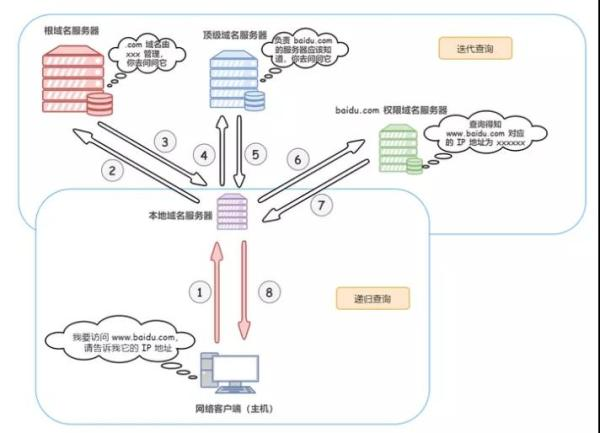 根域名服务器
.com 域名由
xxx 管理,
你去问问它
顶级域名服务器
负责 baidu.com
的服务器应该知
道,你去问问它
迭代查询
baidu.com 权限域名服务器
查询得知
www.baidu.com 对应
的 IP 地址为 xxxxxx
3
4
5
6
2
7
本地域名服务器
1
8
递归查询
我要访问 www.baidu.com,
请告诉我它的 IP 地址
网络客户端(主机)